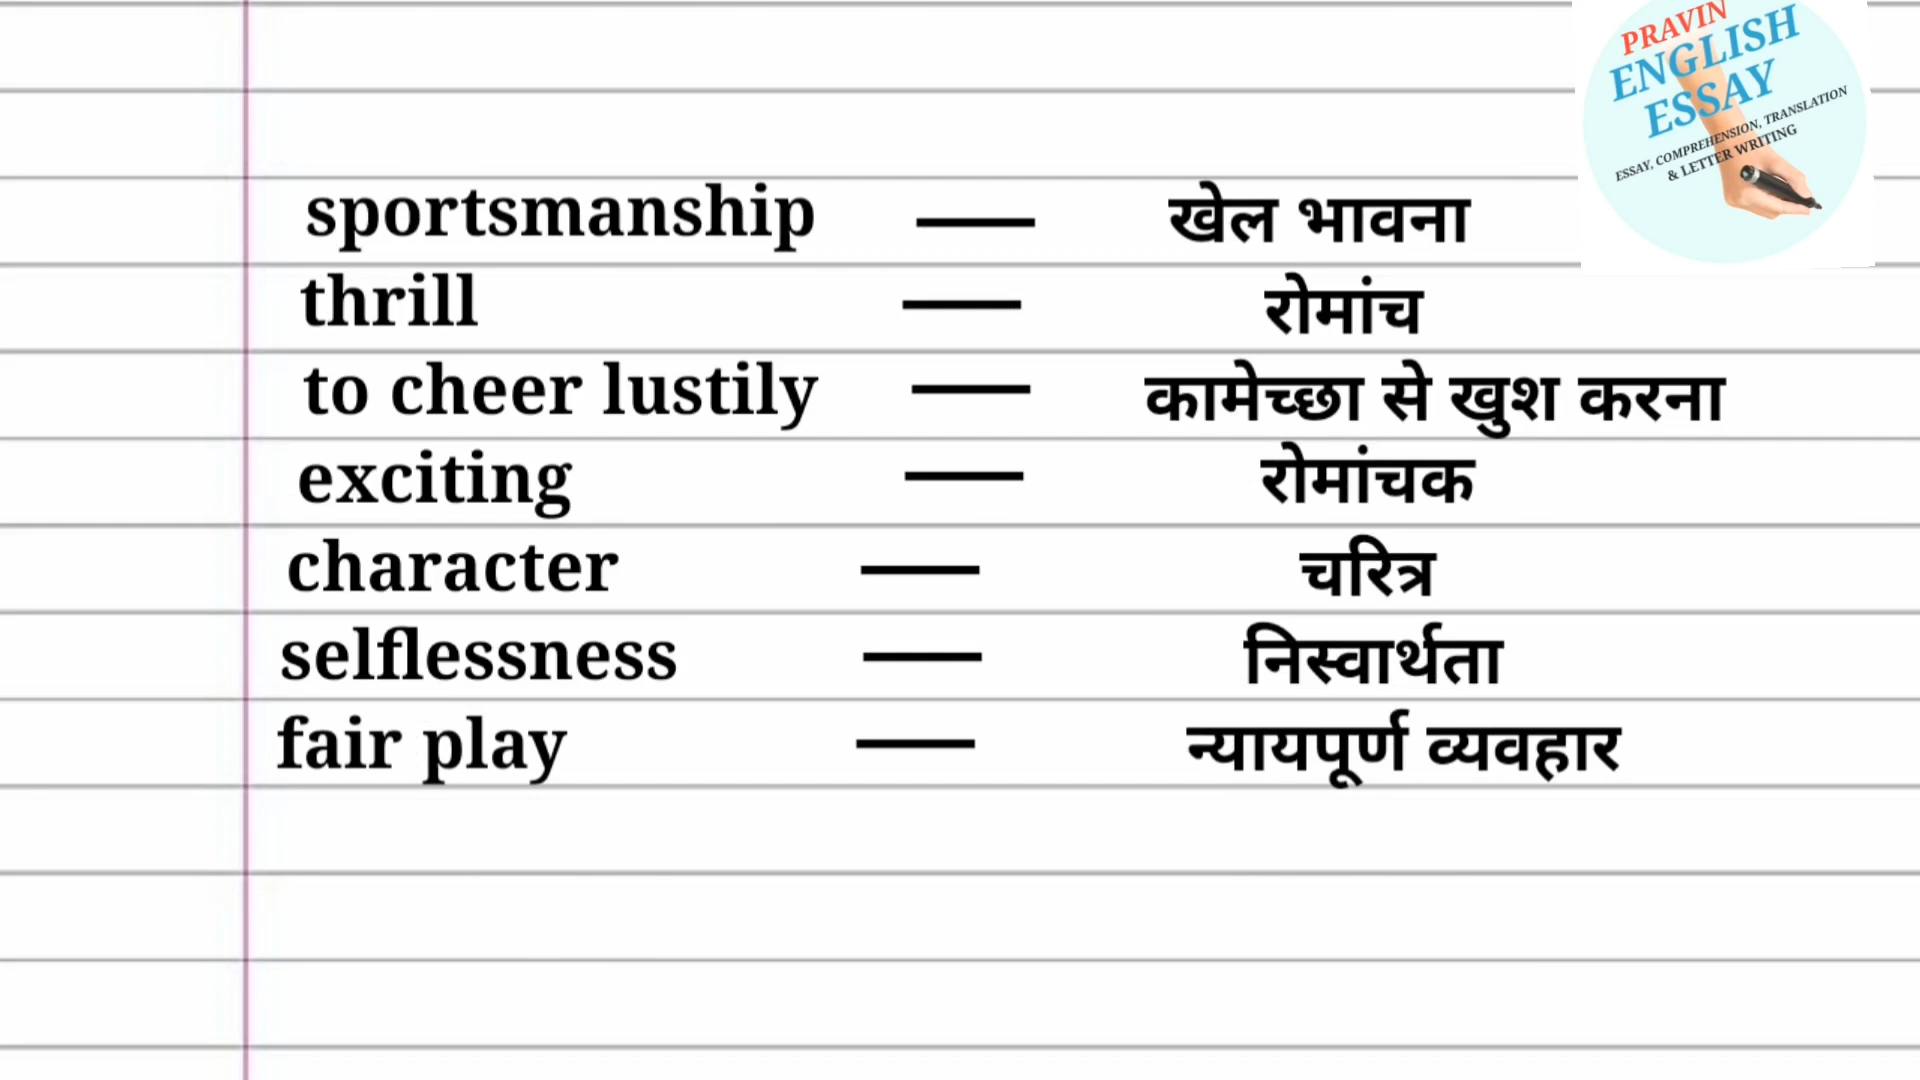 PRAVIN
ENGLISH
ESSAY
ESSAY, COMPREHENSION, TRANSLATION
& LETTER WRITING
sportsmanship — खेल भावना
thrill — रोमांच
to cheer lustily — कामेच्छा से खुश करना
exciting — रोमांचक
character — चरित्र
selflessness — निस्वार्थता
fair play — न्यायपूर्ण व्यवहार